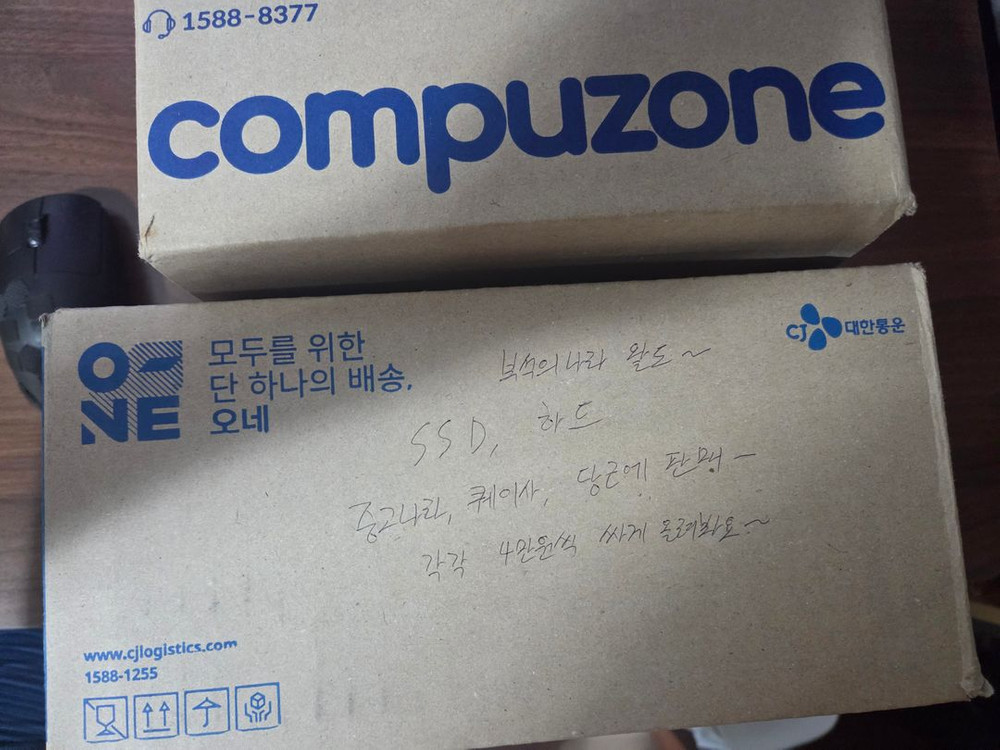 1588-8377
compuzone
ONE
모두를 위한
단 하나의 배송,
오네
CJ 대한통운
보석의나라 왈도~
SSD, 하드
중고나라, 퀘이사, 당근에 판매~
각각 4만원씩 싸게 올려봐요~
www.cjlogistics.com
1588-1255